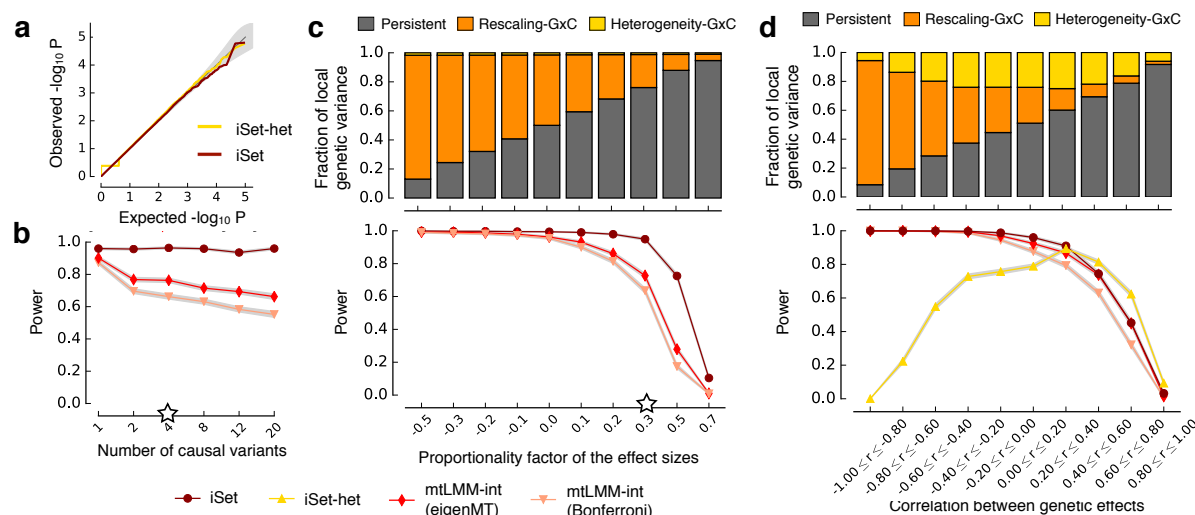 a
Observed -log10 P
5
4
3
2
1
0
0 1 2 3 4 5
Expected -log10 P
iSet-het
iSet
b
Power
1.0
0.8
0.6
0.4
0.2
0.0
1 2 4 8 12 20
Number of causal variants
c
Persistent Rescaling-GxC Heterogeneity-GxC
Fraction of local
genetic variance
1.0
0.8
0.6
0.4
0.2
0.0
Power
1.0
0.8
0.6
0.4
0.2
0.0
-0.5 -0.3 -0.2 -0.1 0.0 0.1 0.2 0.3 0.5 0.7
Proportionality factor of the effect sizes
d
Persistent Rescaling-GxC Heterogeneity-GxC
Fraction of local
genetic variance
1.0
0.8
0.6
0.4
0.2
0.0
Power
1.0
0.8
0.6
0.4
0.2
0.0
-1.00 ≤ r ≤ -0.80
-0.80 ≤ r ≤ -0.60
-0.60 ≤ r ≤ -0.40
-0.40 ≤ r ≤ -0.20
-0.20 ≤ r ≤ 0.00
0.00 ≤ r ≤ 0.20
0.20 ≤ r ≤ 0.40
0.40 ≤ r ≤ 0.60
0.60 ≤ r ≤ 0.80
0.80 ≤ r ≤ 1.00
Correlation between genetic effects
iSet
iSet-het
mtLMM-int
(eigenMT)
mtLMM-int
(Bonferroni)